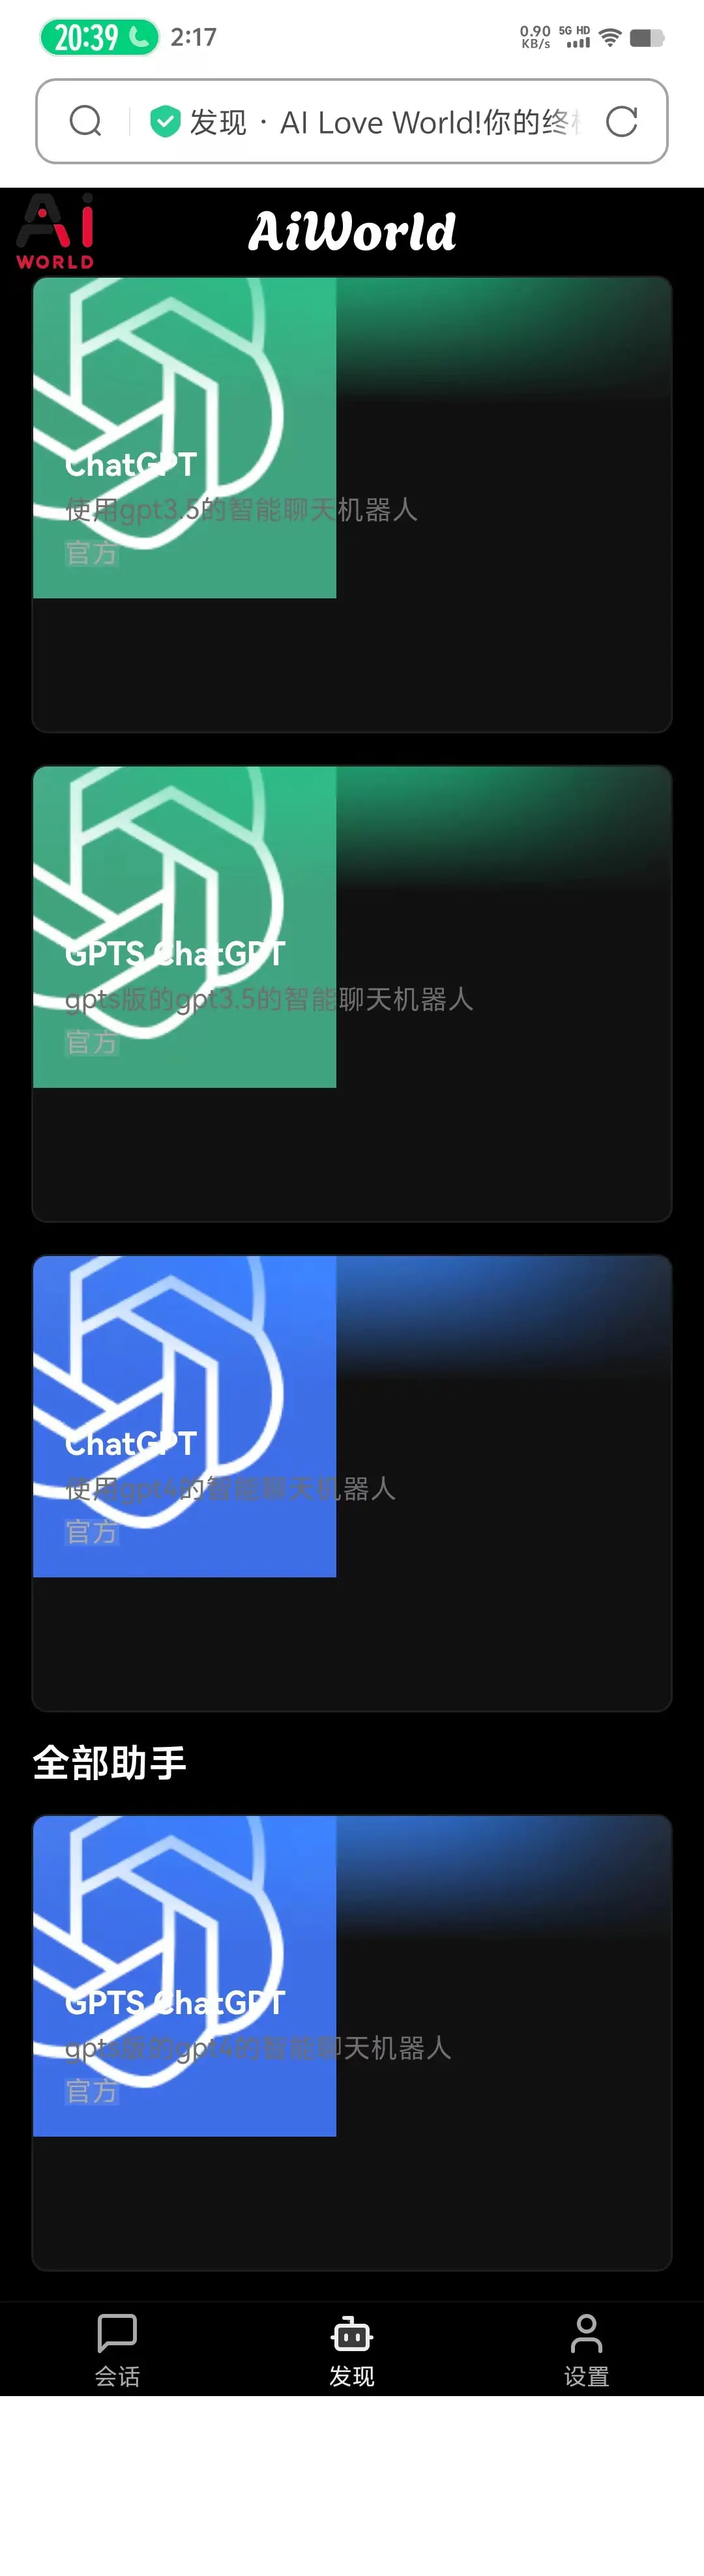 20:39 2:17 0.90 KB/s 5G HD
发现 · AI Love World!你的终
Ai WORLD
AiWorld
ChatGPT
使用gpt3.5的智能聊天机器人
官方
GPTS ChatGPT
gpts版的gpt3.5的智能聊天机器人
官方
ChatGPT
使用gpt4的智能聊天机器人
官方
全部助手
GPTS ChatGPT
gpts版的gpt4的智能聊天机器人
官方
会话 发现 设置